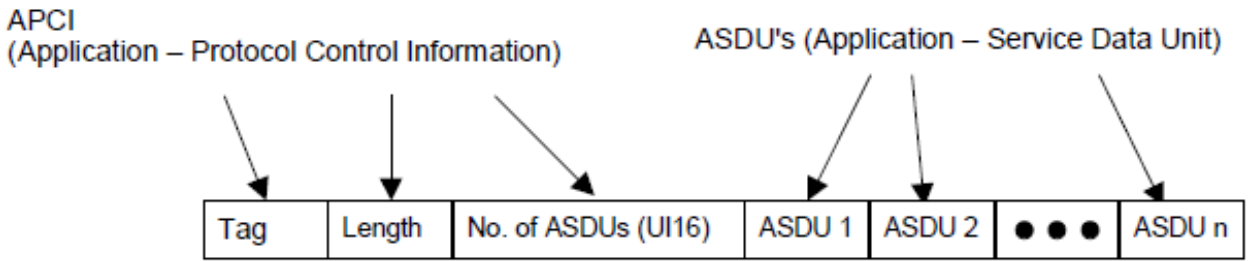 APCI
(Application – Protocol Control Information)
ASDU's (Application – Service Data Unit)
Tag
Length
No. of ASDUs (UI16)
ASDU 1
ASDU 2
ASDU n